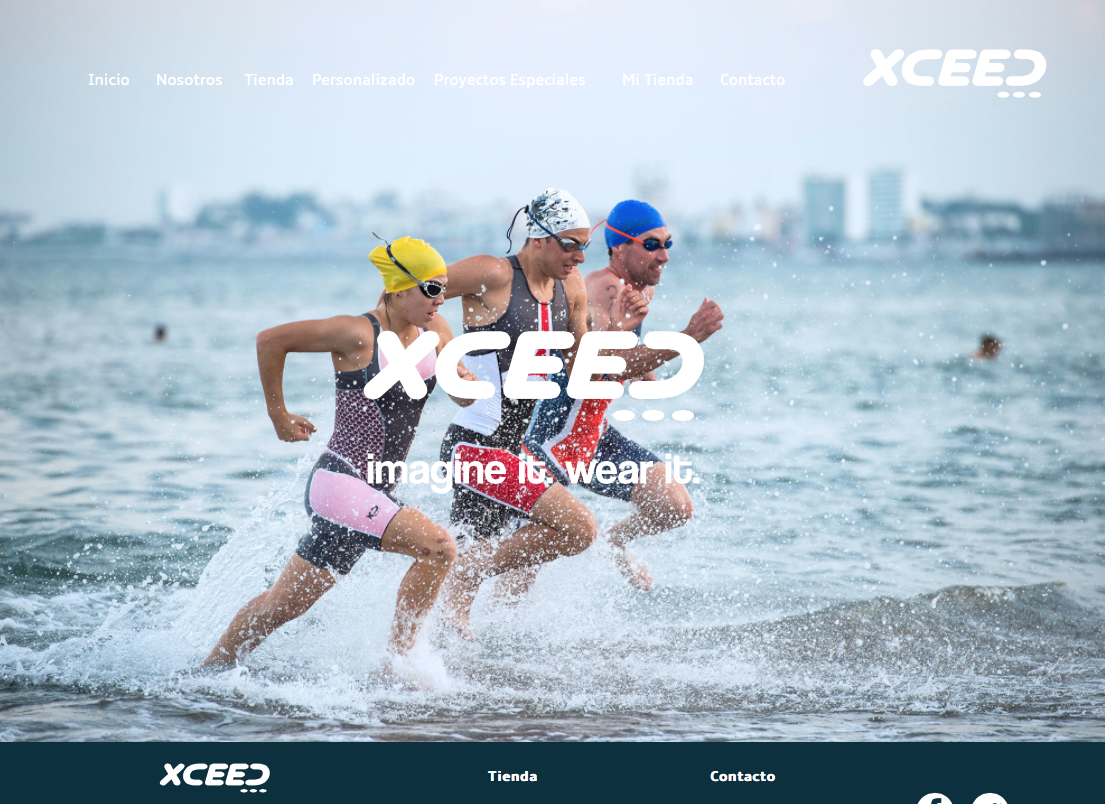 Inicio Nosotros Tienda Personalizado Proyectos Especiales Mi Tienda Contacto
XCEED
XCEED
imagine it. wear it.
XCEED Tienda Contacto